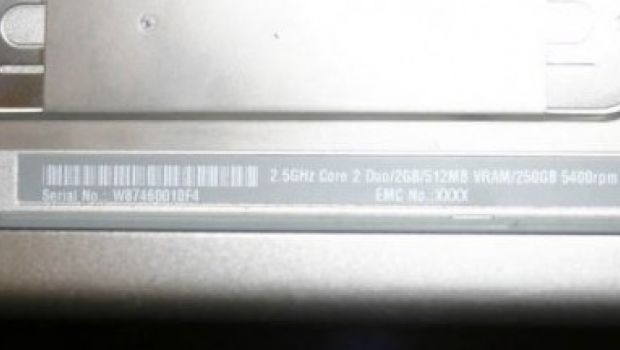 2.5GHz Core 2 Duo/2GB/512MB VRAM/250GB 5400rpm
Serial No.: W87460010F4 EMC No.:XXXX